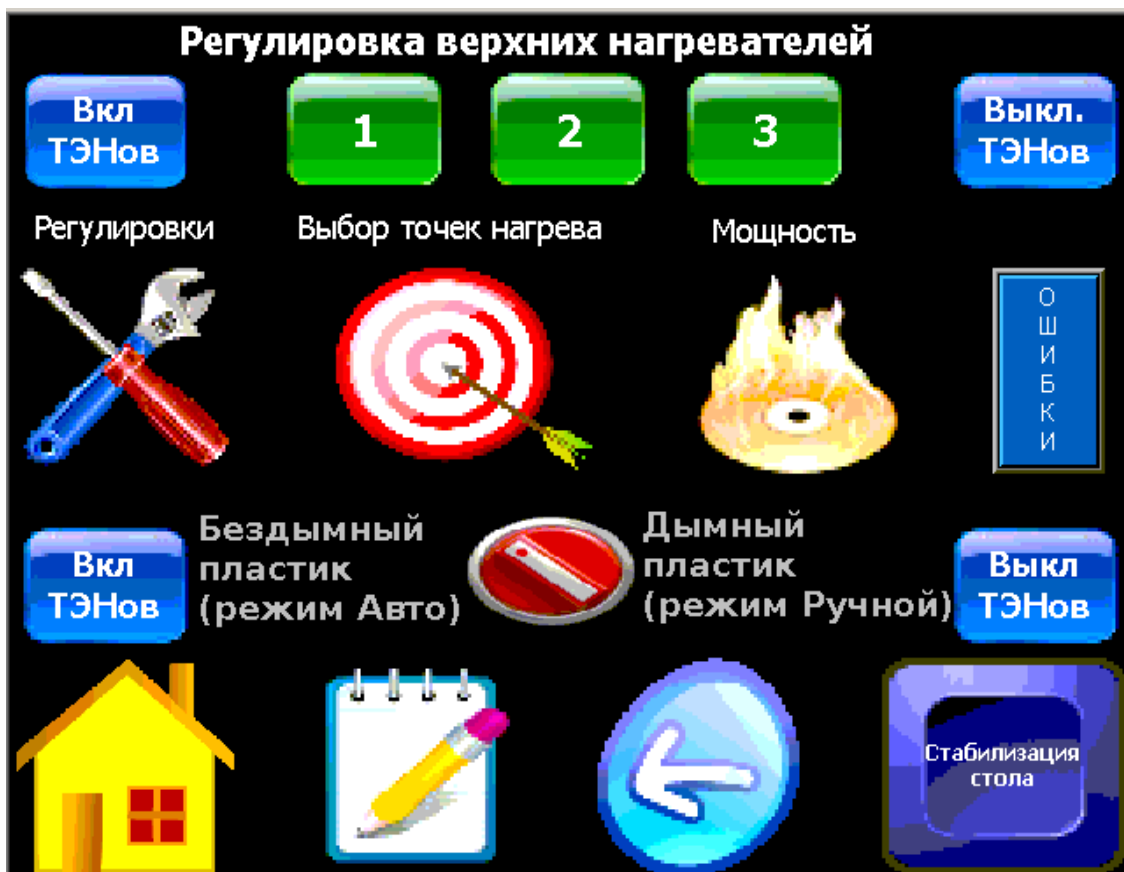 Регулировка верхних нагревателей
Вкл
ТЭНов
1
2
3
Выкл.
ТЭНов
Регулировки
Выбор точек нагрева
Мощность
О
Ш
И
Б
К
И
Вкл
ТЭНов
Бездымный
пластик
(режим Авто)
Дымный
пластик
(режим Ручной)
Выкл
ТЭНов
Стабилизация
стола